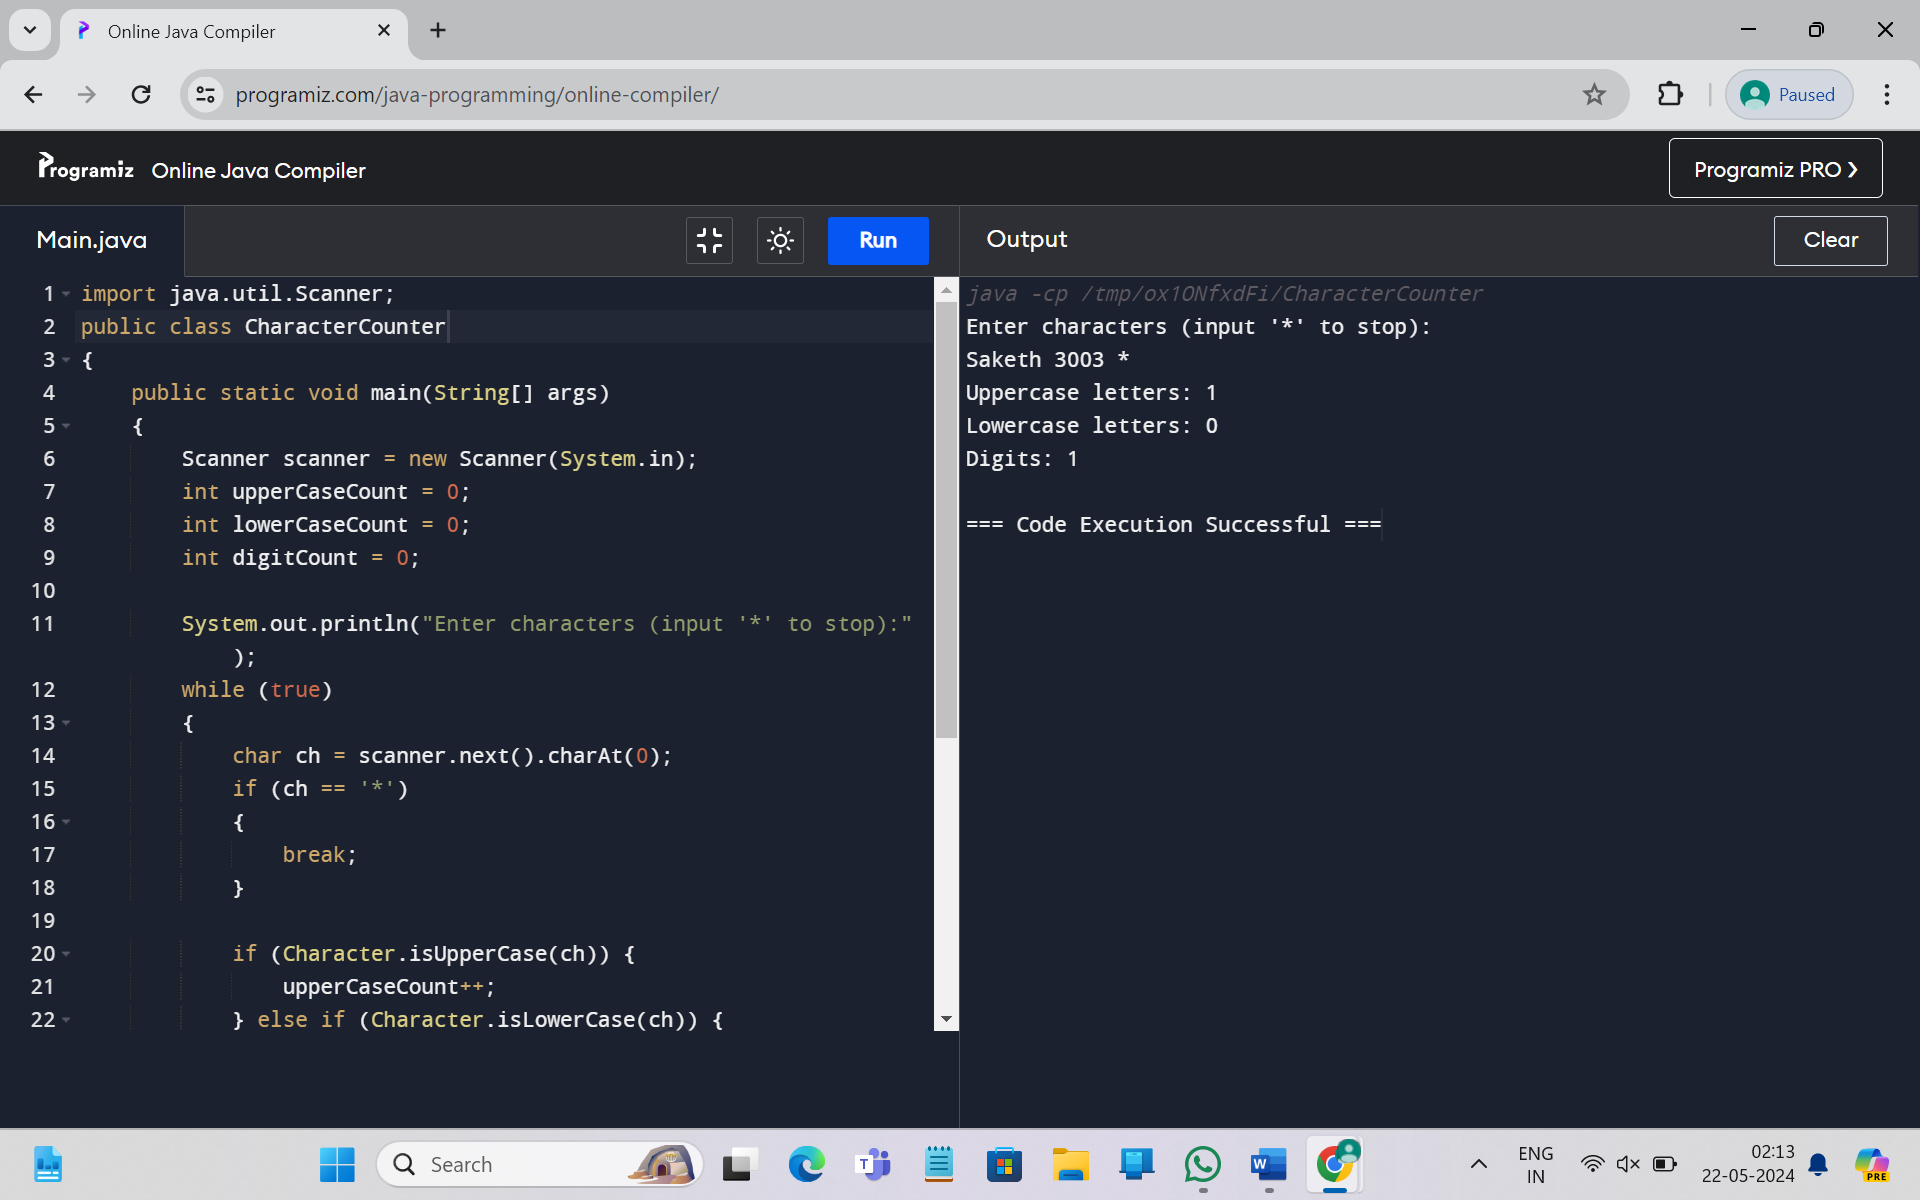 Online Java Compiler
programiz.com/java-programming/online-compiler/
Paused
Programiz Online Java Compiler
Programiz PRO ❯
Main.java
Run
Output
Clear
1 import java.util.Scanner;
2 public class CharacterCounter
3 {
4 public static void main(String[] args)
5 {
6 Scanner scanner = new Scanner(System.in);
7 int upperCaseCount = 0;
8 int lowerCaseCount = 0;
9 int digitCount = 0;
10
11 System.out.println("Enter characters (input '*' to stop):"
);
12 while (true)
13 {
14 char ch = scanner.next().charAt(0);
15 if (ch == '*')
16 {
17 break;
18 }
19
20 if (Character.isUpperCase(ch)) {
21 upperCaseCount++;
22 } else if (Character.isLowerCase(ch)) {
java -cp /tmp/ox1ONfxdFi/CharacterCounter
Enter characters (input '*' to stop):
Saketh 3003 *
Uppercase letters: 1
Lowercase letters: 0
Digits: 1
=== Code Execution Successful ===
Search
T
W
ENG
IN
02:13
22-05-2024
PRE